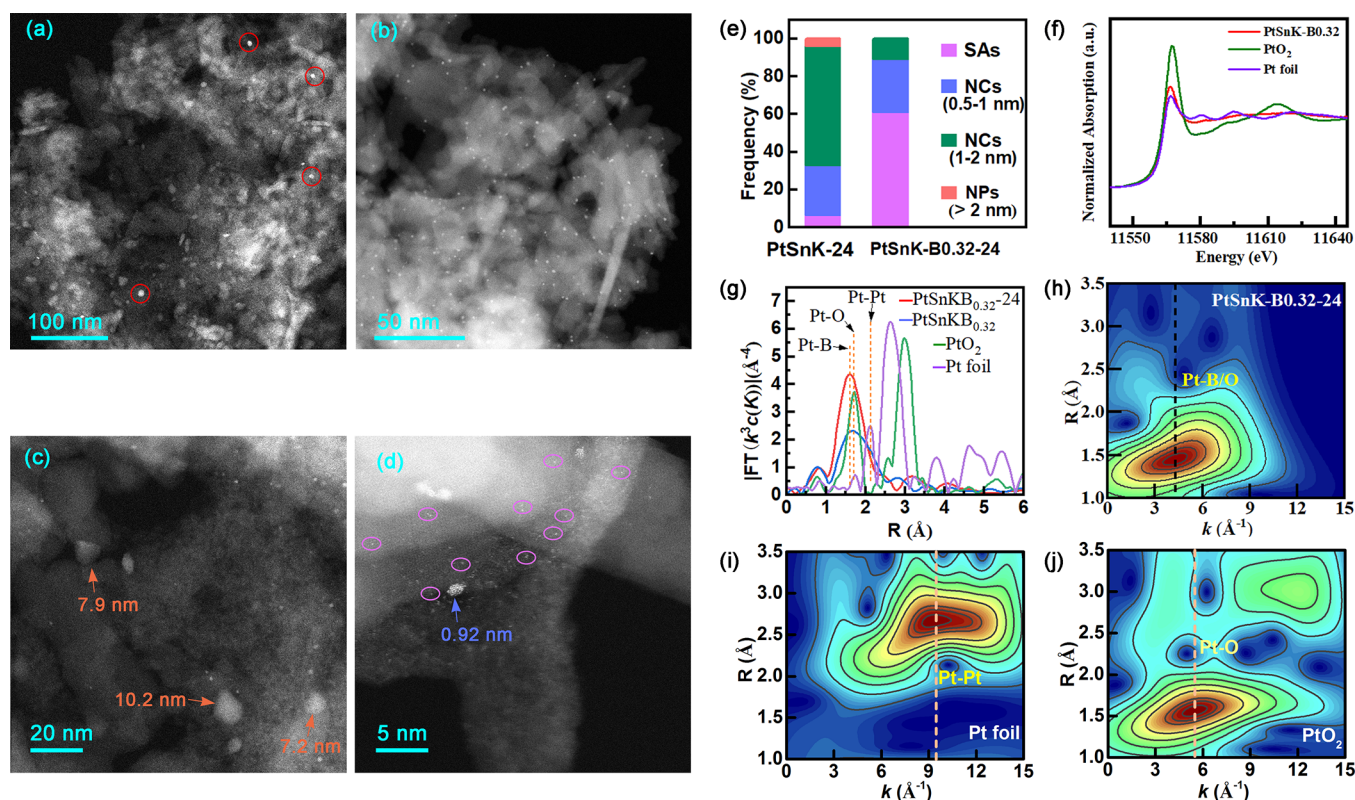 (a)
100 nm
(b)
50 nm
(c)
7.9 nm
10.2 nm
7.2 nm
20 nm
(d)
0.92 nm
5 nm
(e)
Frequency (%)
100
80
60
40
20
0
PtSnK-24
PtSnK-B0.32-24
SAs
NCs
(0.5-1 nm)
NCs
(1-2 nm)
NPs
(> 2 nm)
(f)
Normalized Absorption (a.u.)
PtSnK-B0.32
PtO₂
Pt foil
11550 11580 11610 11640
Energy (eV)
(g)
|FT(k³c(K))|(Å⁻⁴)
7
6
5
4
3
2
1
0
Pt-Pt
Pt-O
Pt-B
PtSnKB₀.₃₂-24
PtSnKB₀.₃₂
PtO₂
Pt foil
0 1 2 3 4 5 6
R (Å)
(h)
PtSnK-B0.32-24
Pt-B/O
R (Å)
3.5
3.0
2.5
2.0
1.5
1.0
0 3 6 9 12 15
k (Å⁻¹)
(i)
R (Å)
3.5
3.0
2.5
2.0
1.5
1.0
Pt-Pt
Pt foil
0 3 6 9 12 15
k (Å⁻¹)
(j)
R (Å)
3.5
3.0
2.5
2.0
1.5
1.0
Pt-O
PtO₂
0 3 6 9 12 15
k (Å⁻¹)